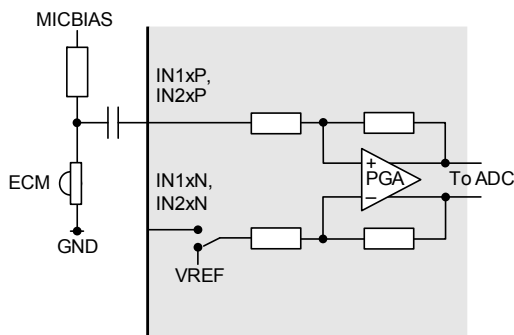 MICBIAS
IN1xP,
IN2xP
+
PGA
To ADC
ECM
IN1xN,
IN2xN
−
GND
VREF